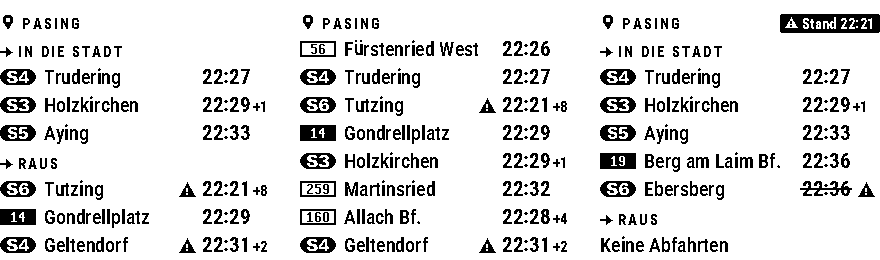 PASING
→ IN DIE STADT
S4 Trudering 22:27
S3 Holzkirchen 22:29 +1
S5 Aying 22:33
→ RAUS
S6 Tutzing 22:21 +8
14 Gondrellplatz 22:29
S4 Geltendorf 22:31 +2
PASING
56 Fürstenried West 22:26
S4 Trudering 22:27
S6 Tutzing 22:21 +8
14 Gondrellplatz 22:29
S3 Holzkirchen 22:29 +1
259 Martinsried 22:32
160 Allach Bf. 22:28 +4
S4 Geltendorf 22:31 +2
PASING Stand 22:21
→ IN DIE STADT
S4 Trudering 22:27
S3 Holzkirchen 22:29 +1
S5 Aying 22:33
19 Berg am Laim Bf. 22:36
S6 Ebersberg 22:36
→ RAUS
Keine Abfahrten